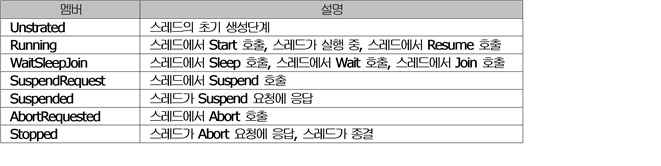 멤버 설명
Unstrated 스레드의 초기 생성단계
Running 스레드에서 Start 호출, 스레드가 실행 중, 스레드에서 Resume 호출
WaitSleepJoin 스레드에서 Sleep 호출, 스레드에서 Wait 호출, 스레드에서 Join 호출
SuspendRequest 스레드에서 Suspend 호출
Suspended 스레드가 Suspend 요청에 응답
AbortRequested 스레드에서 Abort 호출
Stopped 스레드가 Abort 요청에 응답, 스레드가 종결